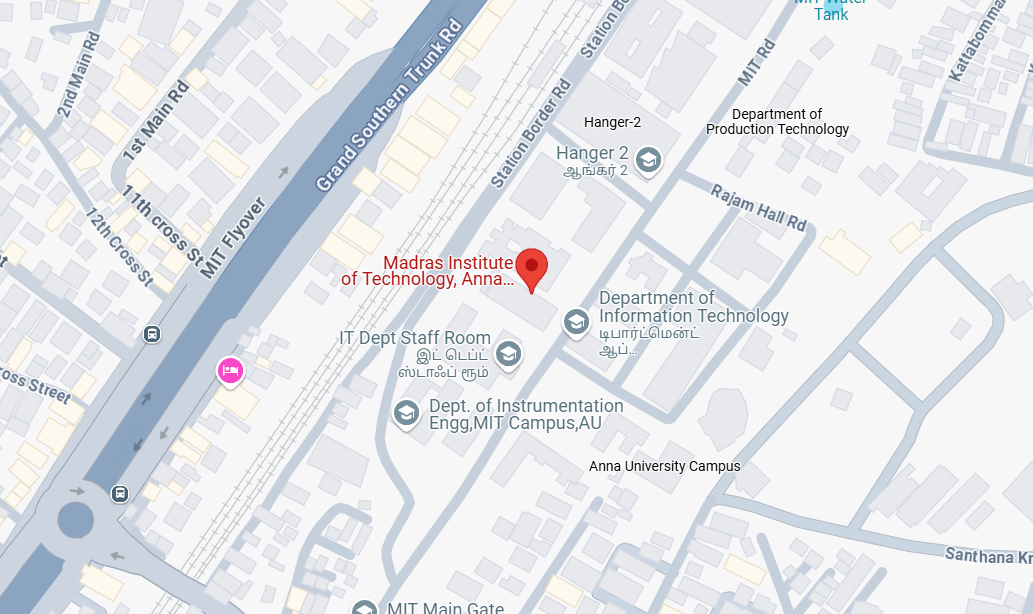 MIT Water
Tank
Station Bo
Kattabomma
2nd Main Rd
Grand Southern Trunk Rd
MIT Rd
1st Main Rd
Station Border Rd
Hanger-2
Department of
Production Technology
Hanger 2
ஆங்கர் 2
Rajam Hall Rd
11th cross St
12th Cross St
MIT Flyover
Madras Institute
of Technology, Anna…
Department of
Information Technology
டிபார்ட்மென்ட்
ஆப்…
IT Dept Staff Room
இட் டெப்ட்
ஸ்டாஃப் ரூம்
oss Street
Dept. of Instrumentation
Engg,MIT Campus,AU
Anna University Campus
Santhana Kr
MIT Main Gate